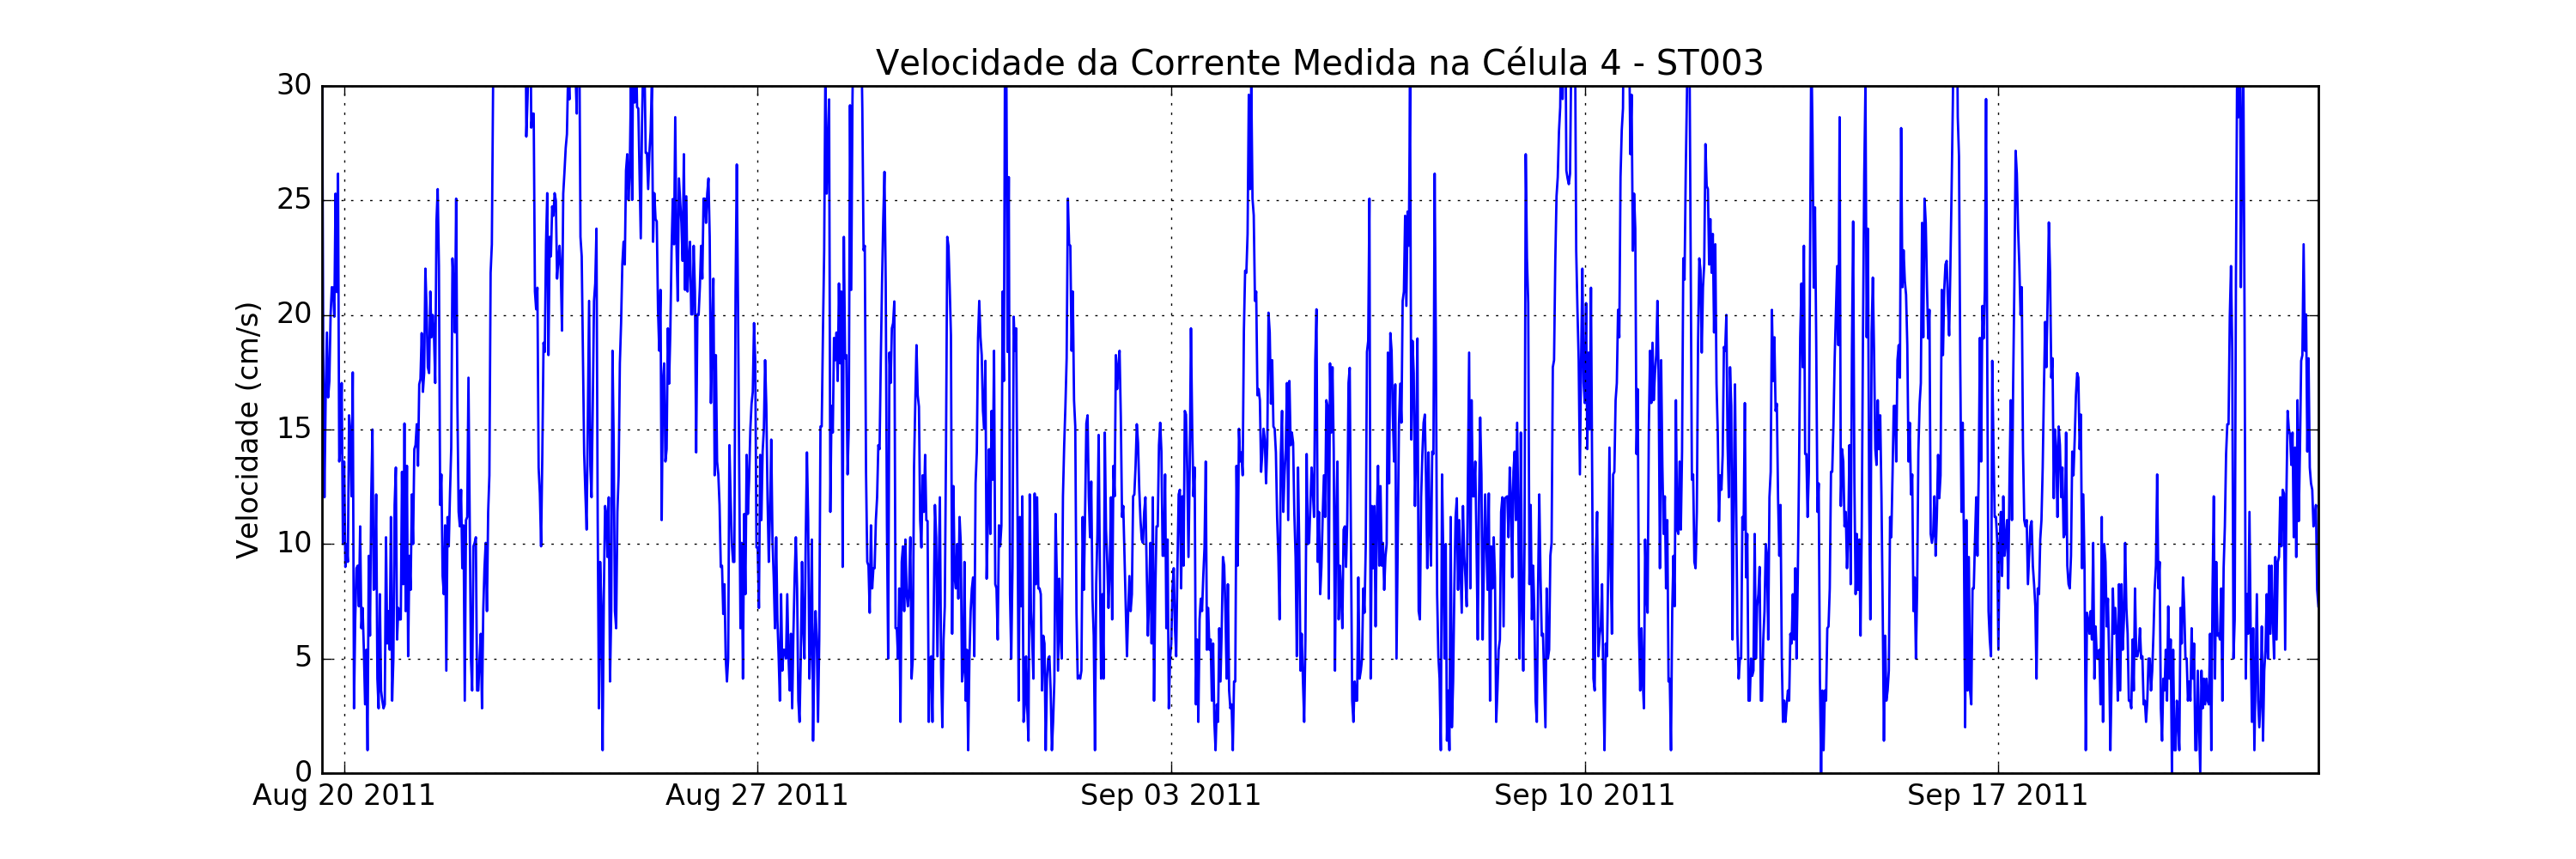 Velocidade da Corrente Medida na Célula 4 - ST003
30
25
20
15
10
5
0
Velocidade (cm/s)
Aug 20 2011
Aug 27 2011
Sep 03 2011
Sep 10 2011
Sep 17 2011